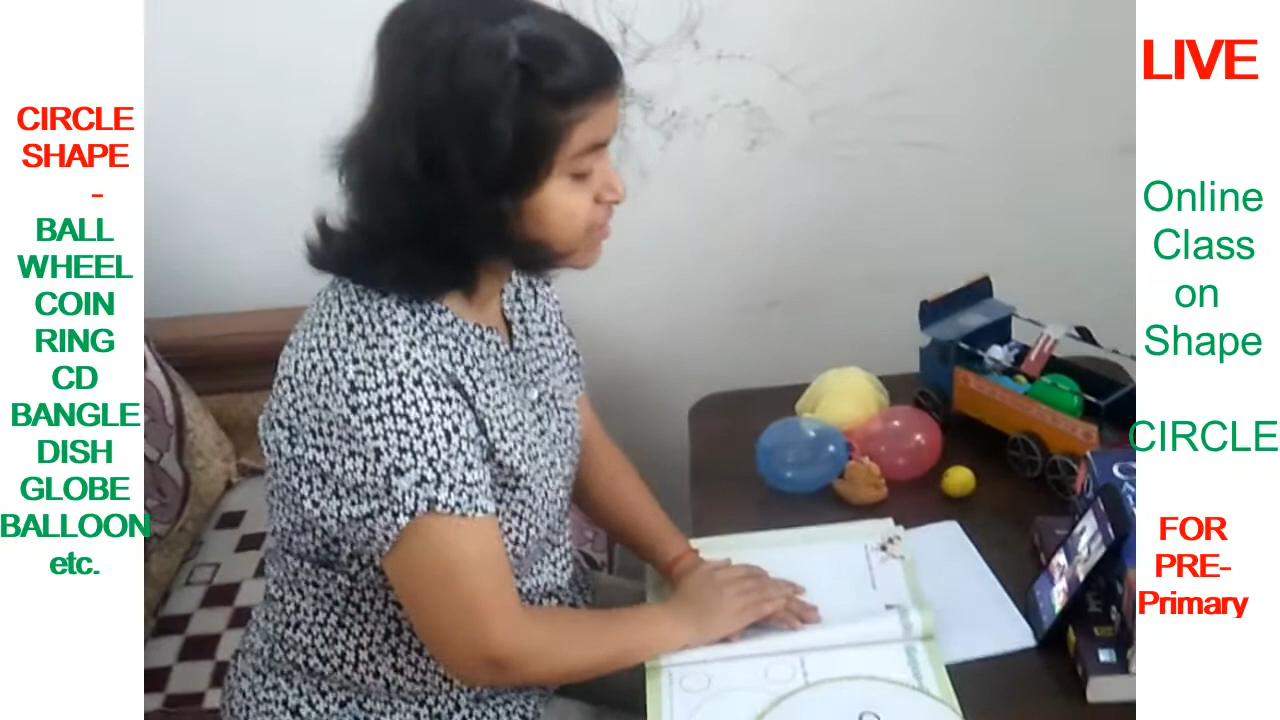 CIRCLE
SHAPE
-
BALL
WHEEL
COIN
RING
CD
BANGLE
DISH
GLOBE
BALLOON
etc.
LIVE
Online
Class
on
Shape
CIRCLE
FOR
PRE-
Primary